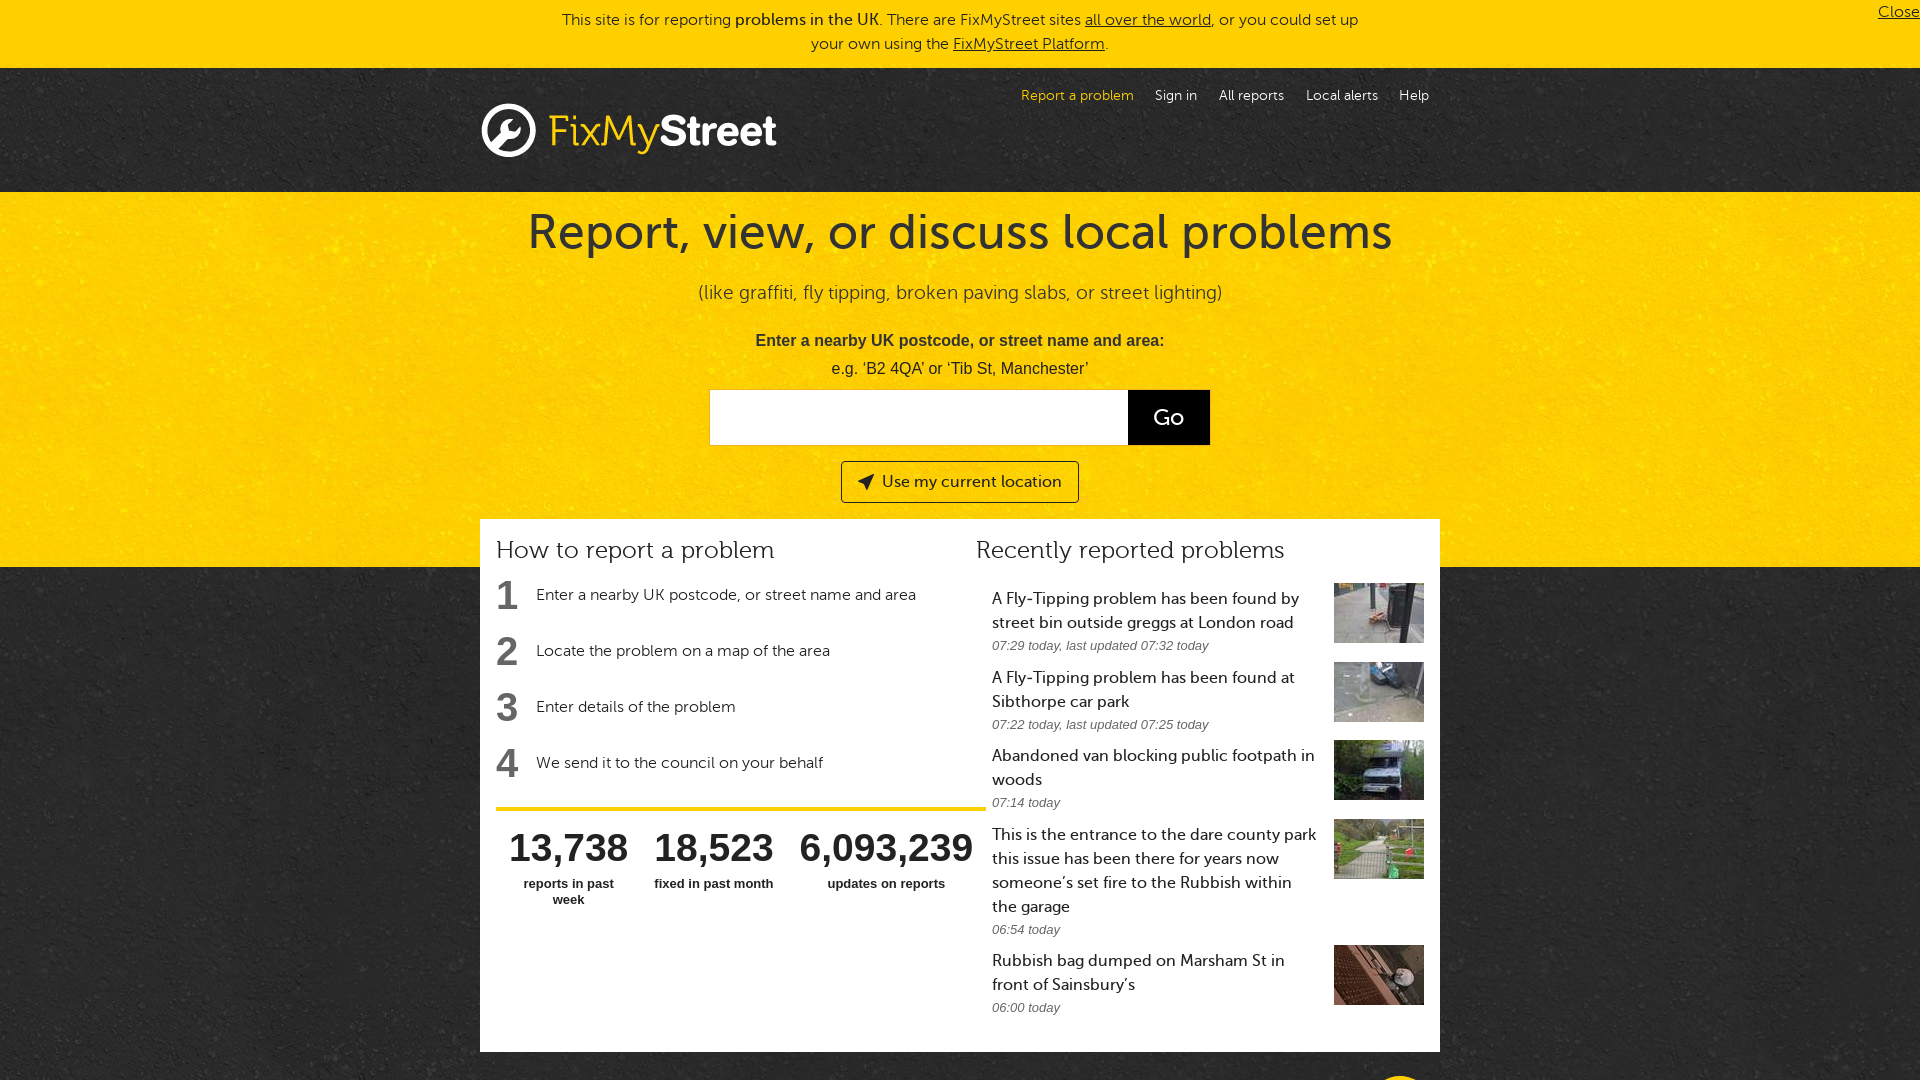 This site is for reporting problems in the UK. There are FixMyStreet sites all over the world, or you could set up
your own using the FixMyStreet Platform.
Close
Report a problem
Sign in
All reports
Local alerts
Help
FixMyStreet
Report, view, or discuss local problems
(like graffiti, fly tipping, broken paving slabs, or street lighting)
Enter a nearby UK postcode, or street name and area:
e.g. ‘B2 4QA’ or ‘Tib St, Manchester’
Go
Use my current location
How to report a problem
1 Enter a nearby UK postcode, or street name and area
2 Locate the problem on a map of the area
3 Enter details of the problem
4 We send it to the council on your behalf
13,738
reports in past
week
18,523
fixed in past month
6,093,239
updates on reports
Recently reported problems
A Fly-Tipping problem has been found by
street bin outside greggs at London road
07:29 today, last updated 07:32 today
A Fly-Tipping problem has been found at
Sibthorpe car park
07:22 today, last updated 07:25 today
Abandoned van blocking public footpath in
woods
07:14 today
This is the entrance to the dare county park
this issue has been there for years now
someone’s set fire to the Rubbish within
the garage
06:54 today
Rubbish bag dumped on Marsham St in
front of Sainsbury’s
06:00 today